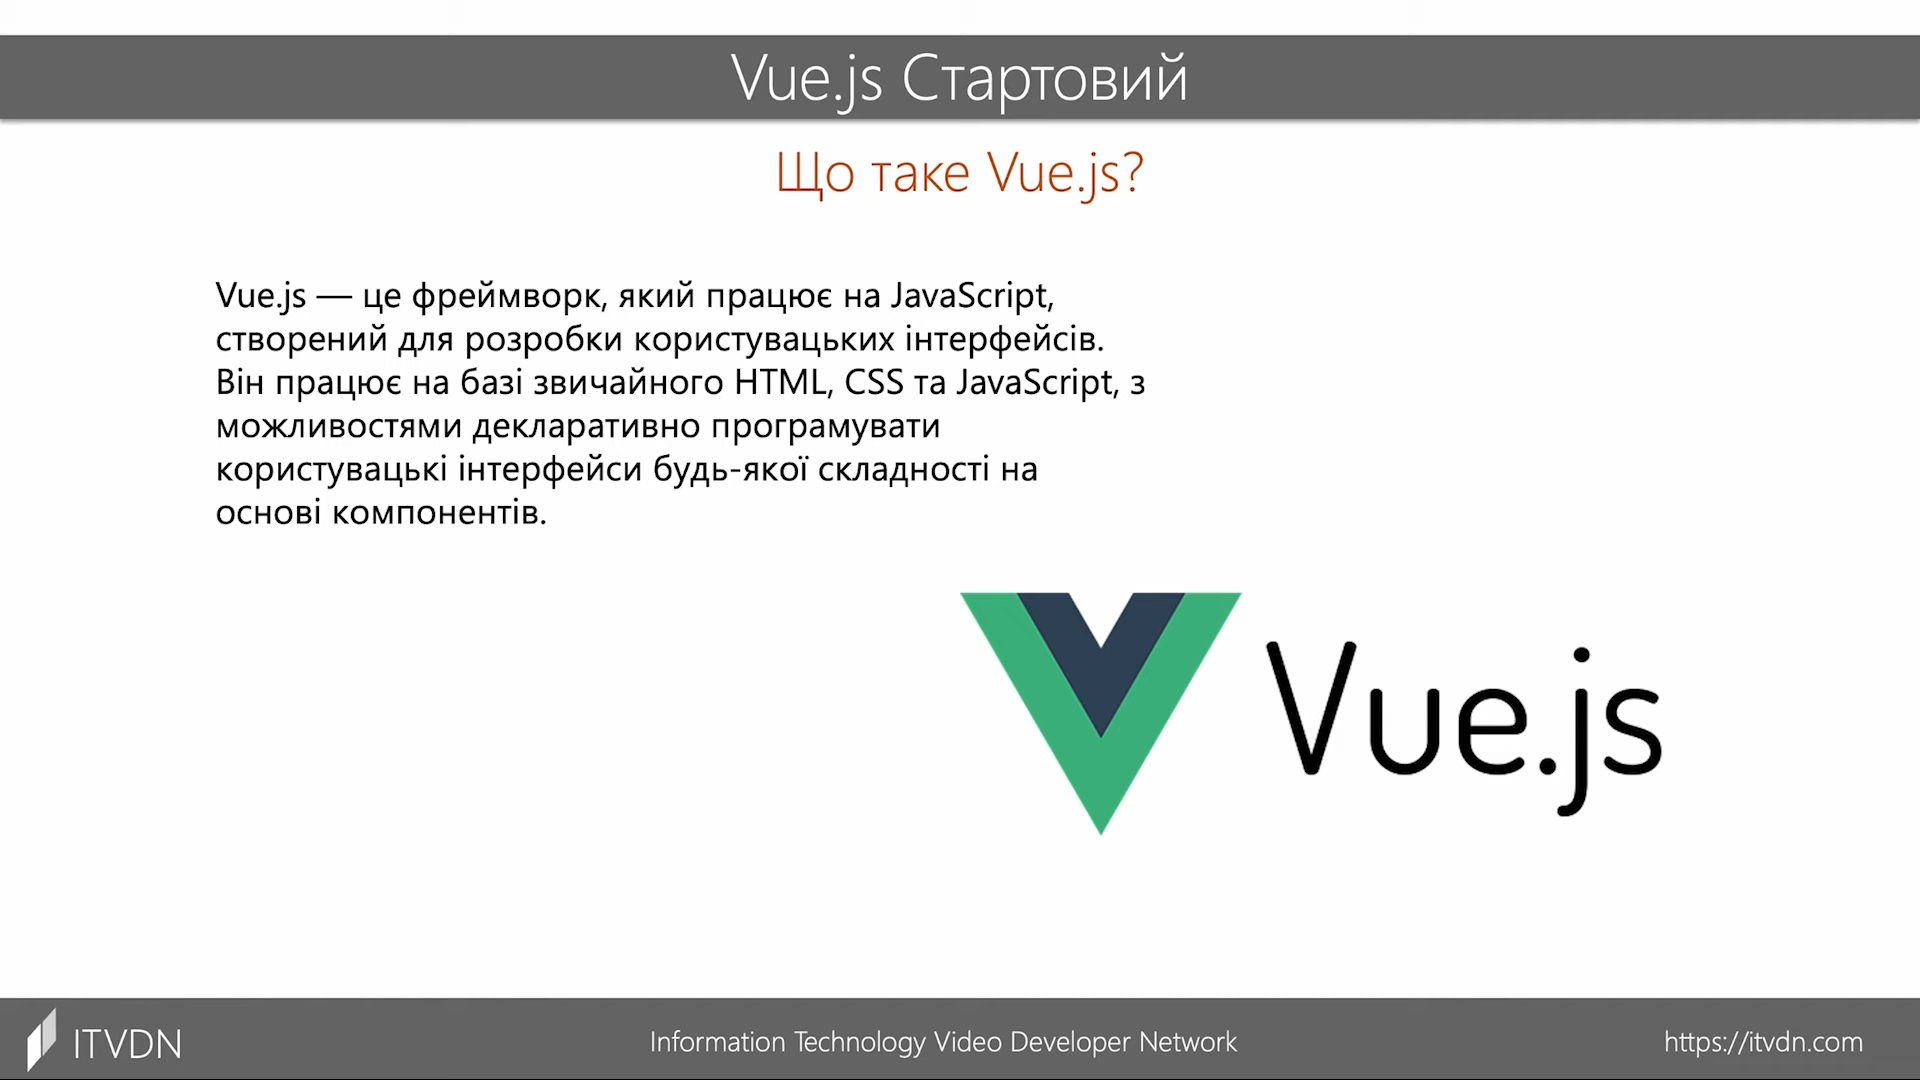 Vue.js Стартовий
Що таке Vue.js?
Vue.js — це фреймворк, який працює на JavaScript,
створений для розробки користувацьких інтерфейсів.
Він працює на базі звичайного HTML, CSS та JavaScript, з
можливостями декларативно програмувати
користувацькі інтерфейси будь-якої складності на
основі компонентів.
Vue.js
ITVDN
Information Technology Video Developer Network
https://itvdn.com